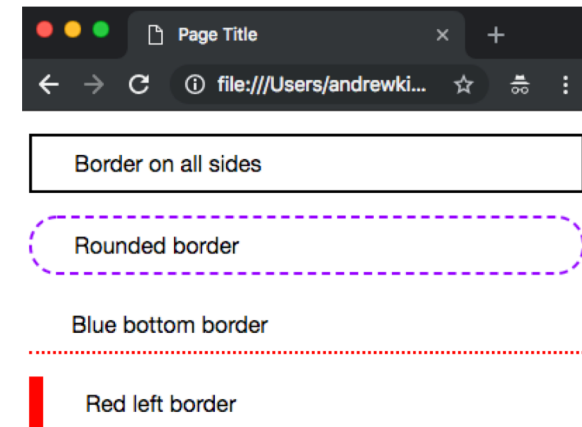 Page Title
file:///Users/andrewki...
Border on all sides
Rounded border
Blue bottom border
Red left border